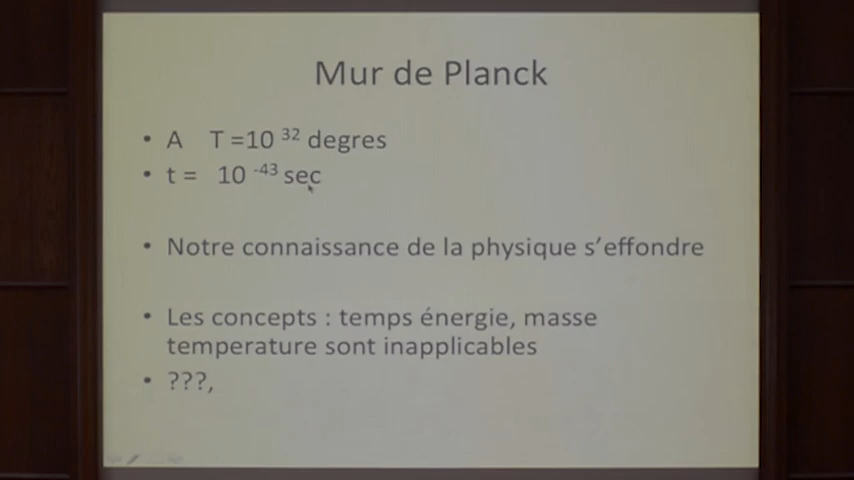 Mur de Planck
• A T =10 ³² degres
• t = 10 ⁻⁴³ sec
• Notre connaissance de la physique s’effondre
• Les concepts : temps énergie, masse
temperature sont inapplicables
• ???,